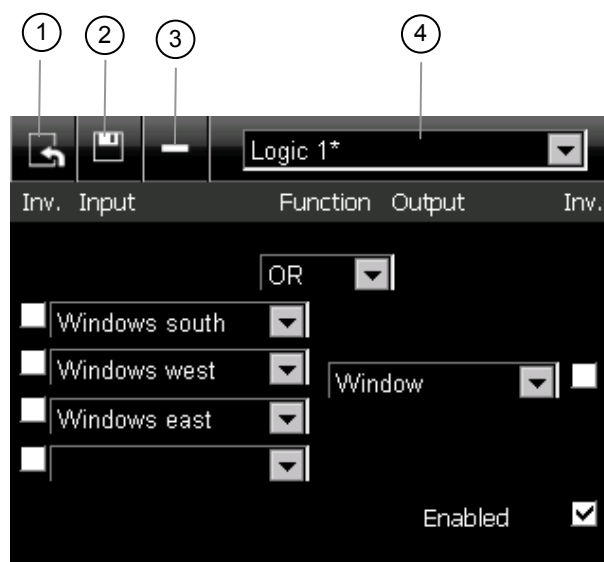 1 2 3 4
Logic 1*
Inv. Input Function Output Inv.
OR
Windows south
Windows west
Window
Windows east
Enabled